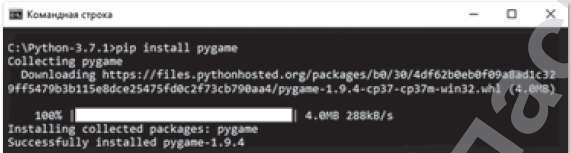 Командная строка
C:\Python-3.7.1>pip install pygame
Collecting pygame
Downloading https://files.pythonhosted.org/packages/b0/30/4df62b0eb0f09a8ad1c32
9ff5479b3b115e8dce25475fd0c2f73cb790aa4/pygame-1.9.4-cp37-cp37m-win32.whl (4.0MB)
100% | | 4.0MB 288kB/s
Installing collected packages: pygame
Successfully installed pygame-1.9.4